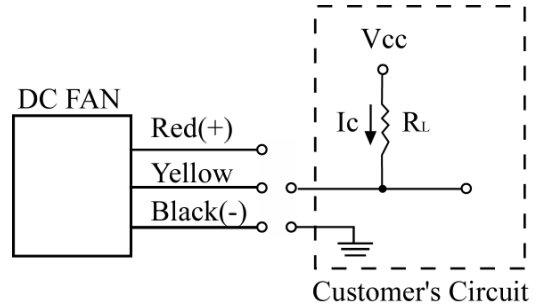 Vcc
DC FAN
Red(+)
Ic
RL
Yellow
Black(-)
Customer's Circuit